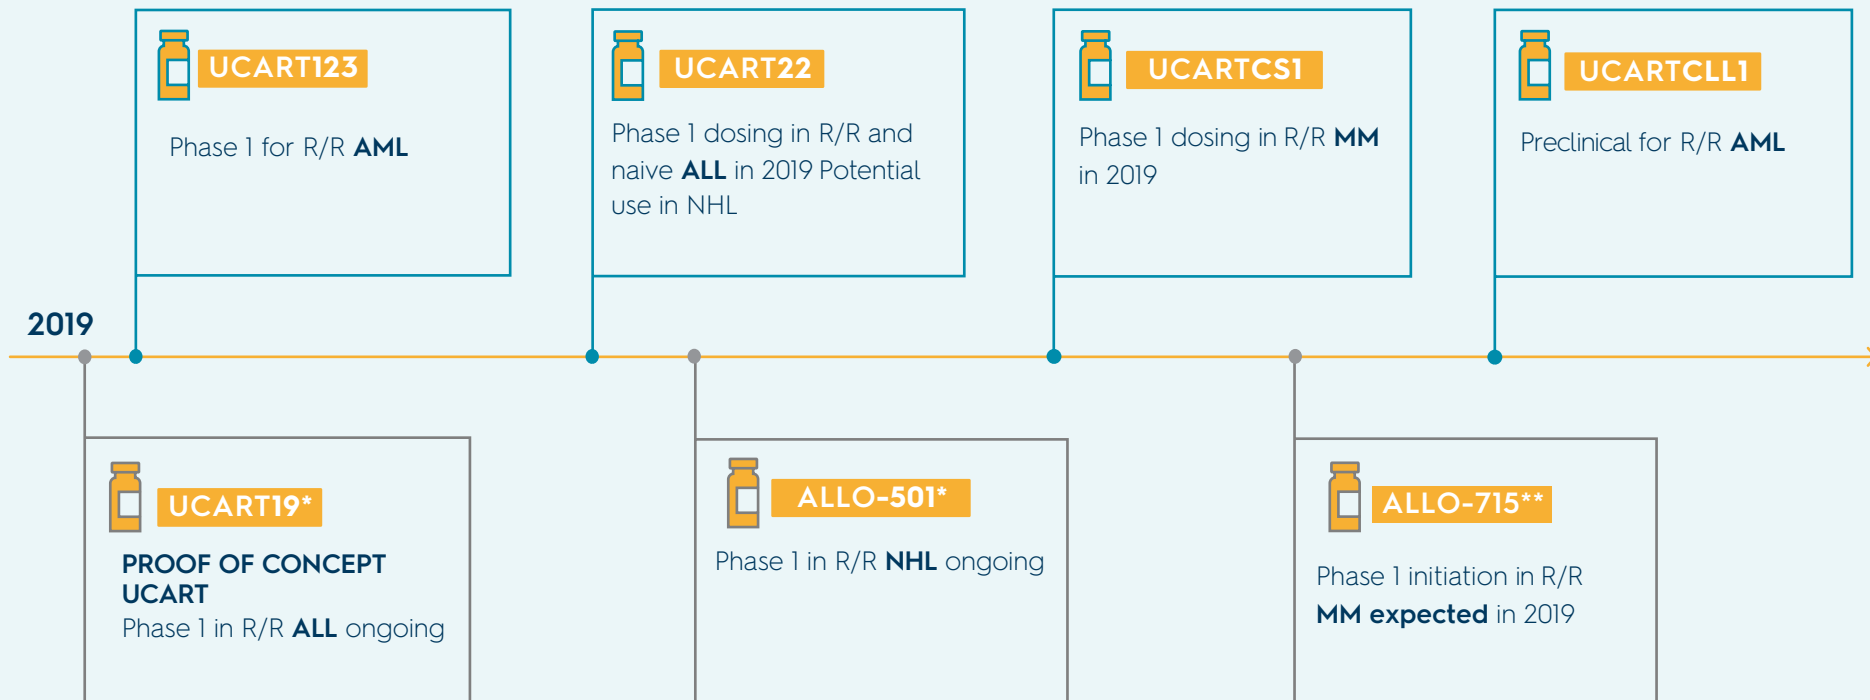 UCART123
Phase 1 for R/R AML
UCART22
Phase 1 dosing in R/R and
naive ALL in 2019 Potential
use in NHL
UCARTCS1
Phase 1 dosing in R/R MM
in 2019
UCARTCLL1
Preclinical for R/R AML
2019
UCART19*
PROOF OF CONCEPT
UCART
Phase 1 in R/R ALL ongoing
ALLO-501*
Phase 1 in R/R NHL ongoing
ALLO-715**
Phase 1 initiation in R/R
MM expected in 2019